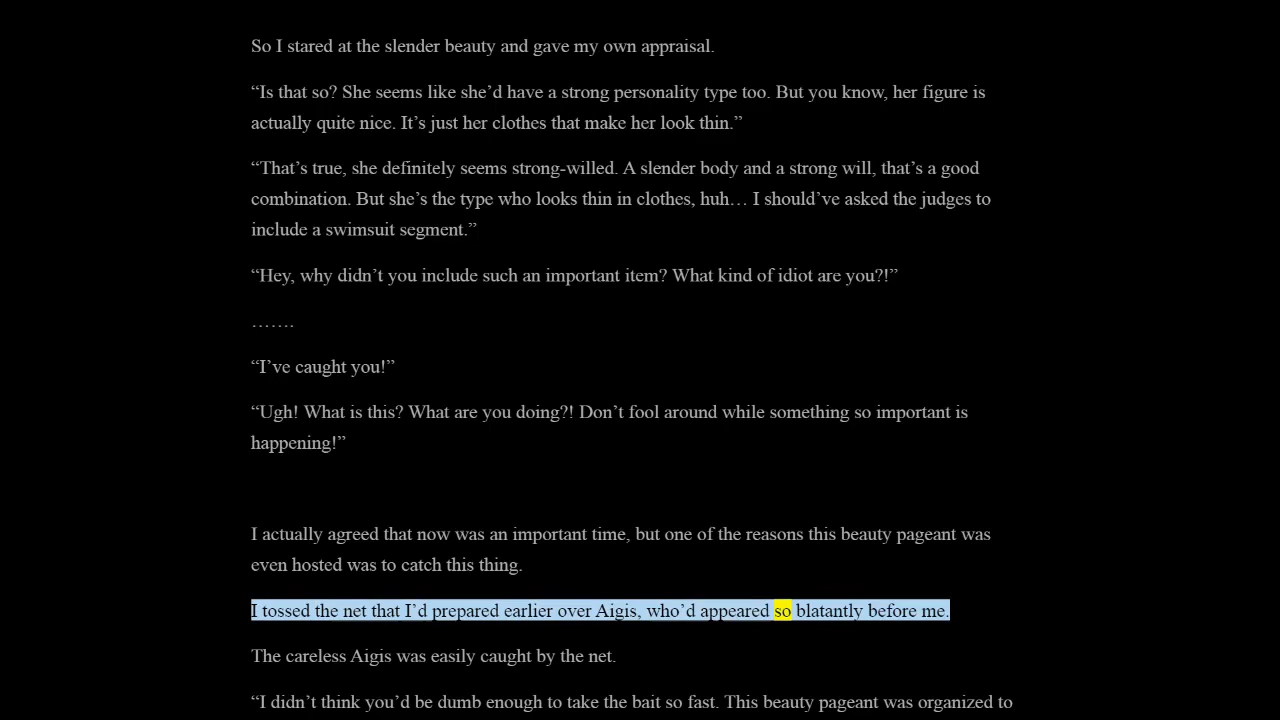 So I stared at the slender beauty and gave my own appraisal.
“Is that so? She seems like she’d have a strong personality type too. But you know, her figure is
actually quite nice. It’s just her clothes that make her look thin.”
“That’s true, she definitely seems strong-willed. A slender body and a strong will, that’s a good
combination. But she’s the type who looks thin in clothes, huh… I should’ve asked the judges to
include a swimsuit segment.”
“Hey, why didn’t you include such an important item? What kind of idiot are you?!”
…….
“I’ve caught you!”
“Ugh! What is this? What are you doing?! Don’t fool around while something so important is
happening!”
I actually agreed that now was an important time, but one of the reasons this beauty pageant was
even hosted was to catch this thing.
I tossed the net that I’d prepared earlier over Aigis, who’d appeared so blatantly before me.
The careless Aigis was easily caught by the net.
“I didn’t think you’d be dumb enough to take the bait so fast. This beauty pageant was organized to